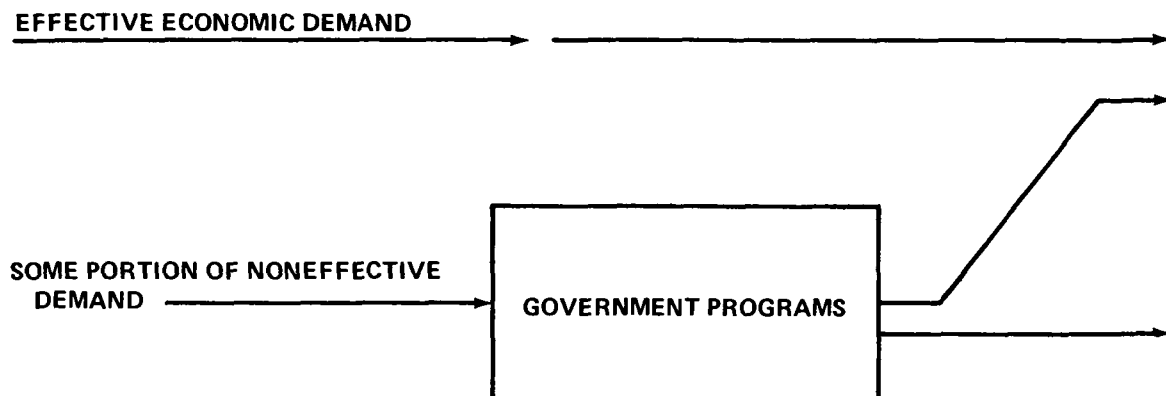 EFFECTIVE ECONOMIC DEMAND
SOME PORTION OF NONEFFECTIVE
DEMAND
GOVERNMENT PROGRAMS